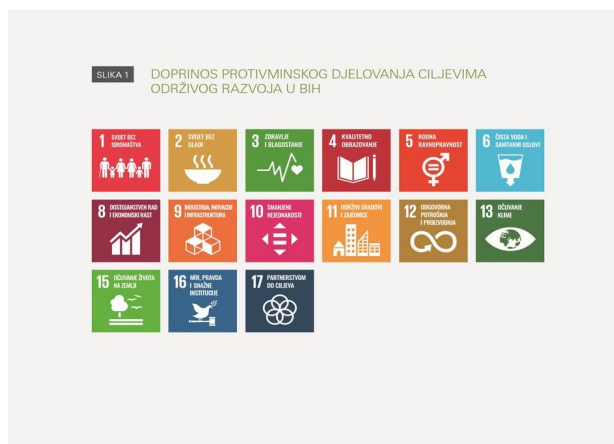 SLIKA 1
DOPRINOS PROTIVMINSKOG DJELOVANJA CILJEVIMA
ODRŽIVOG RAZVOJA U BIH
1 SVIJET BEZ
SIROMAŠTVA
2 SVIJET BEZ
GLADI
3 ZDRAVLJE
I BLAGOSTANJE
4 KVALITETNO
OBRAZOVANJE
5 RODNA
RAVNOPRAVNOST
6 ČISTA VODA I
SANITARNI USLOVI
8 DOSTOJANSTVEN RAD
I EKONOMSKI RAST
9 INDUSTRIJA, INOVACIJE
I INFRASTRUKTURA
10 SMANJENE
NEJEDNAKOSTI
11 ODRŽIVI GRADOVI
I ZAJEDNICE
12 ODGOVORNA
POTROŠNJA
I PROIZVODNJA
13 OČUVANJE
KLIME
15 OČUVANJE ŽIVOTA
NA ZEMLJI
16 MIR, PRAVDA
I SNAŽNE
INSTITUCIJE
17 PARTNERSTVOM
DO CILJEVA